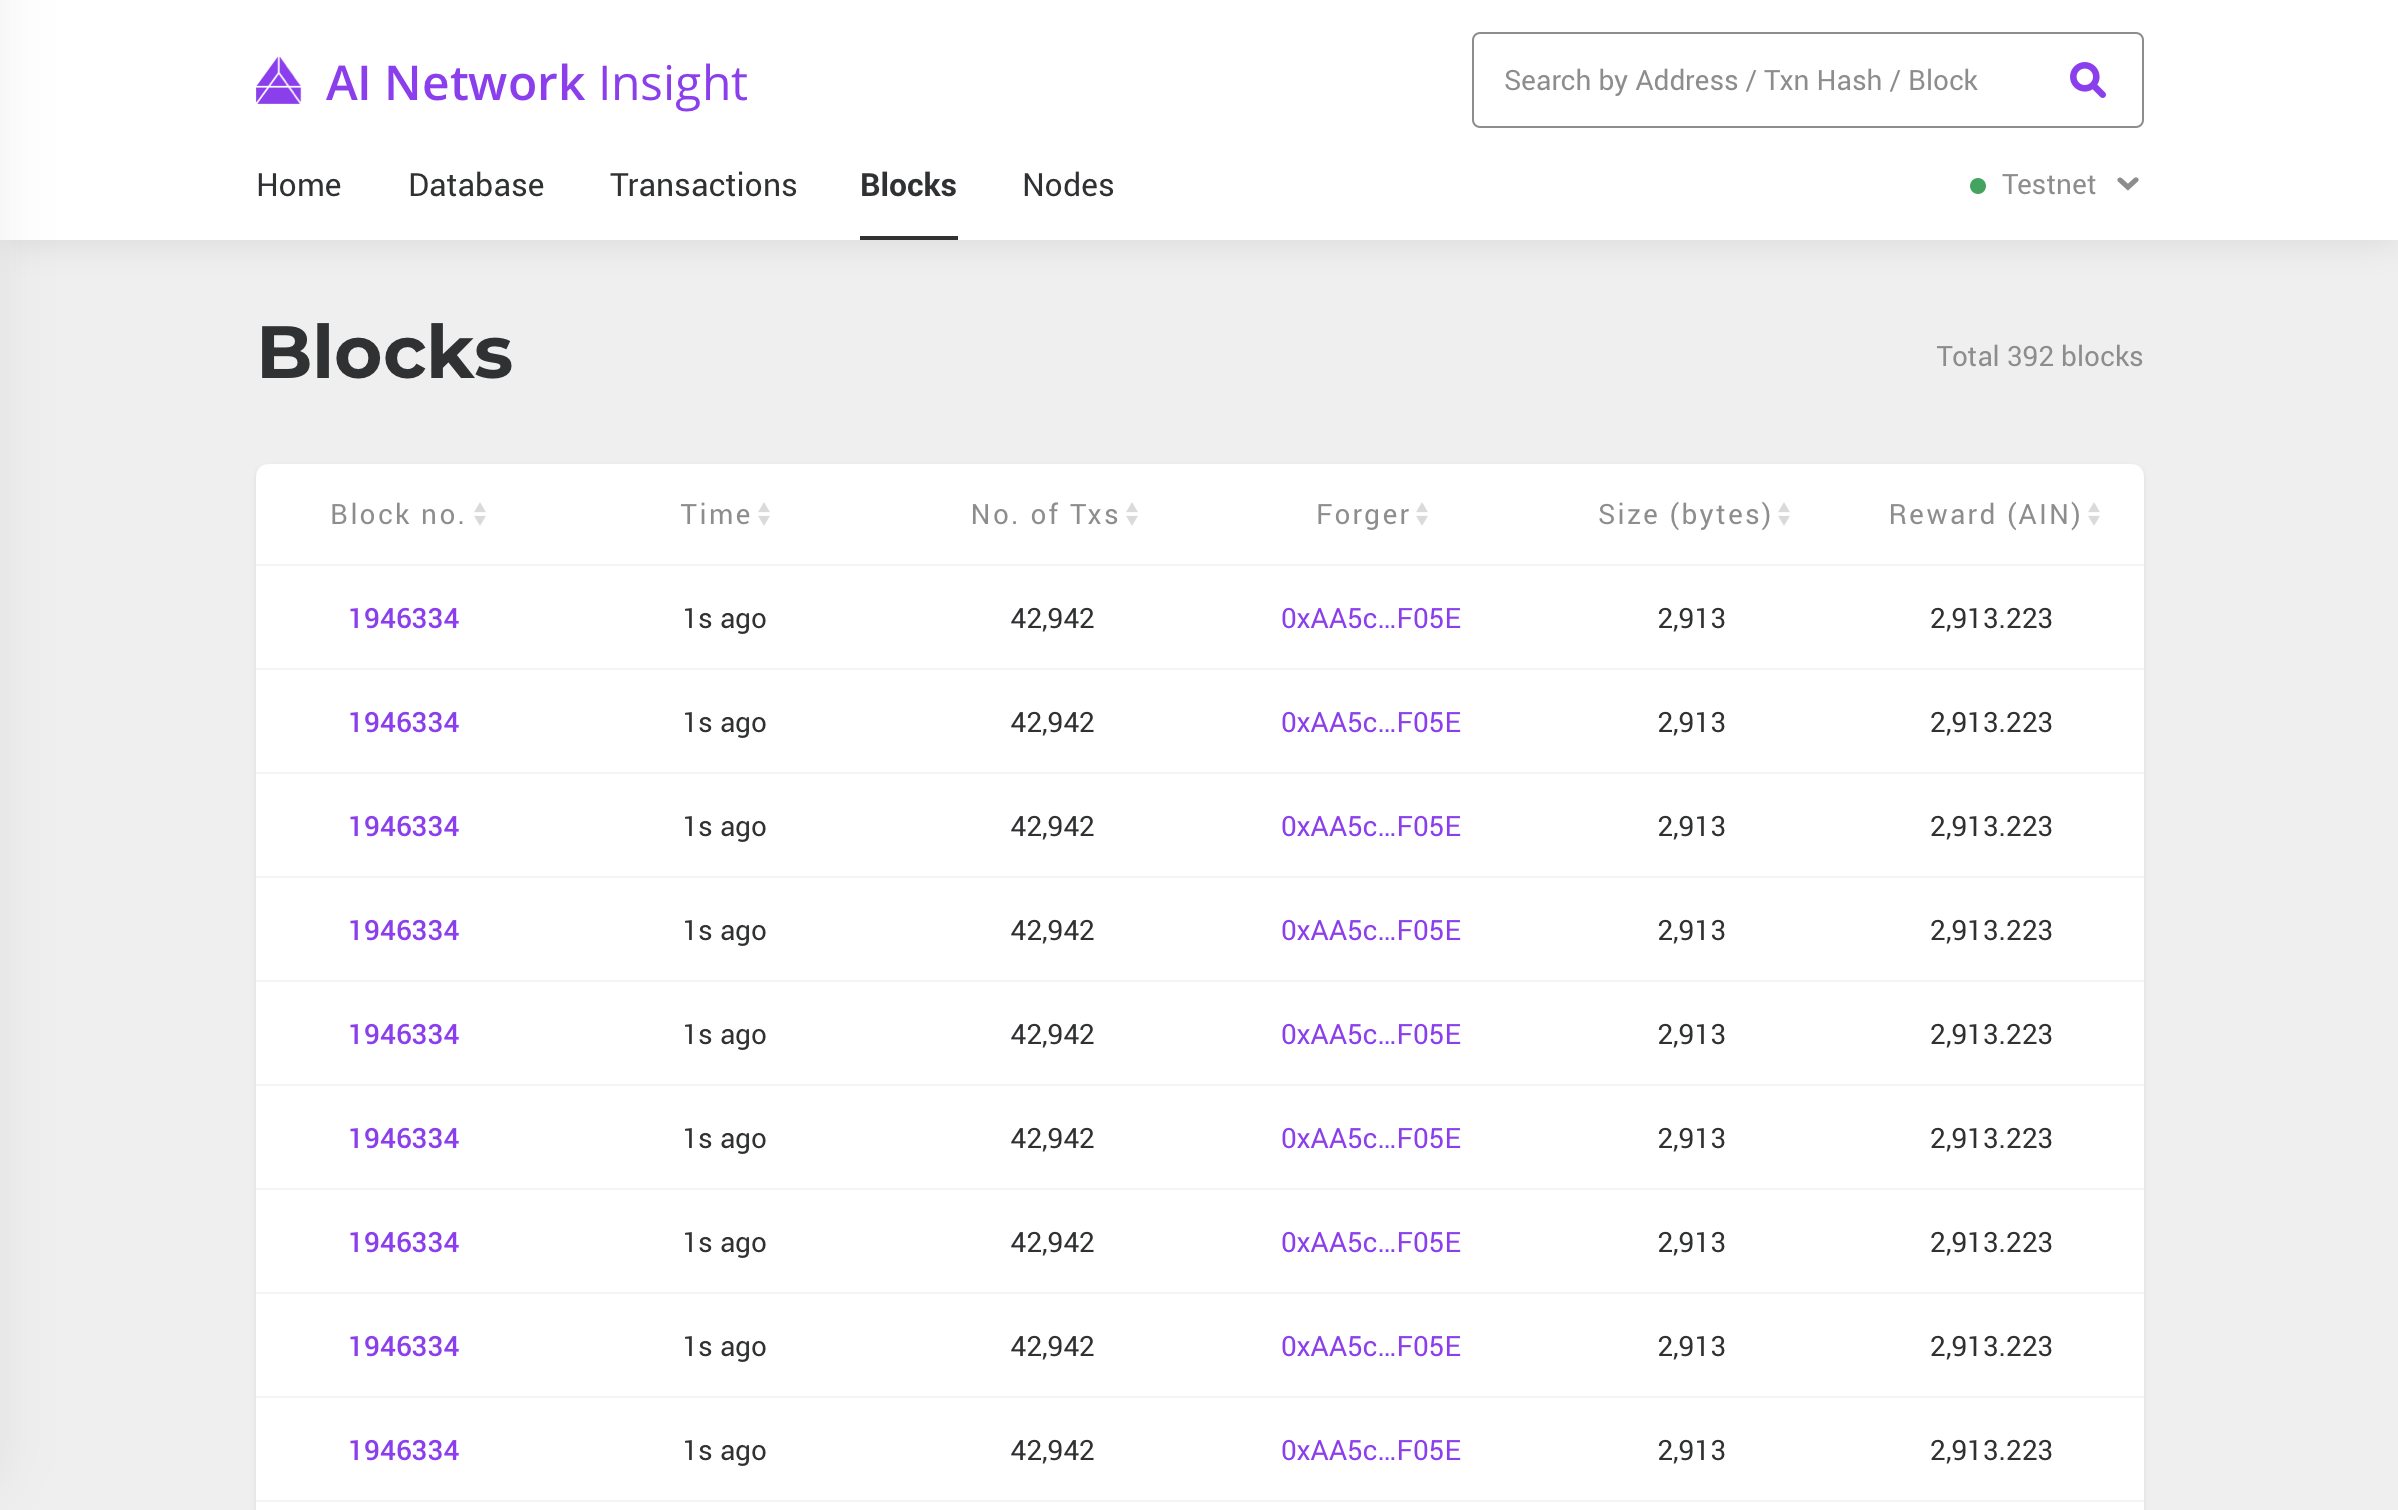 AI Network Insight
Search by Address / Txn Hash / Block
Home Database Transactions Blocks Nodes
Testnet
Blocks
Total 392 blocks
Block no. Time No. of Txs Forger Size (bytes) Reward (AIN)
1946334 1s ago 42,942 0xAA5c...F05E 2,913 2,913.223
1946334 1s ago 42,942 0xAA5c...F05E 2,913 2,913.223
1946334 1s ago 42,942 0xAA5c...F05E 2,913 2,913.223
1946334 1s ago 42,942 0xAA5c...F05E 2,913 2,913.223
1946334 1s ago 42,942 0xAA5c...F05E 2,913 2,913.223
1946334 1s ago 42,942 0xAA5c...F05E 2,913 2,913.223
1946334 1s ago 42,942 0xAA5c...F05E 2,913 2,913.223
1946334 1s ago 42,942 0xAA5c...F05E 2,913 2,913.223
1946334 1s ago 42,942 0xAA5c...F05E 2,913 2,913.223